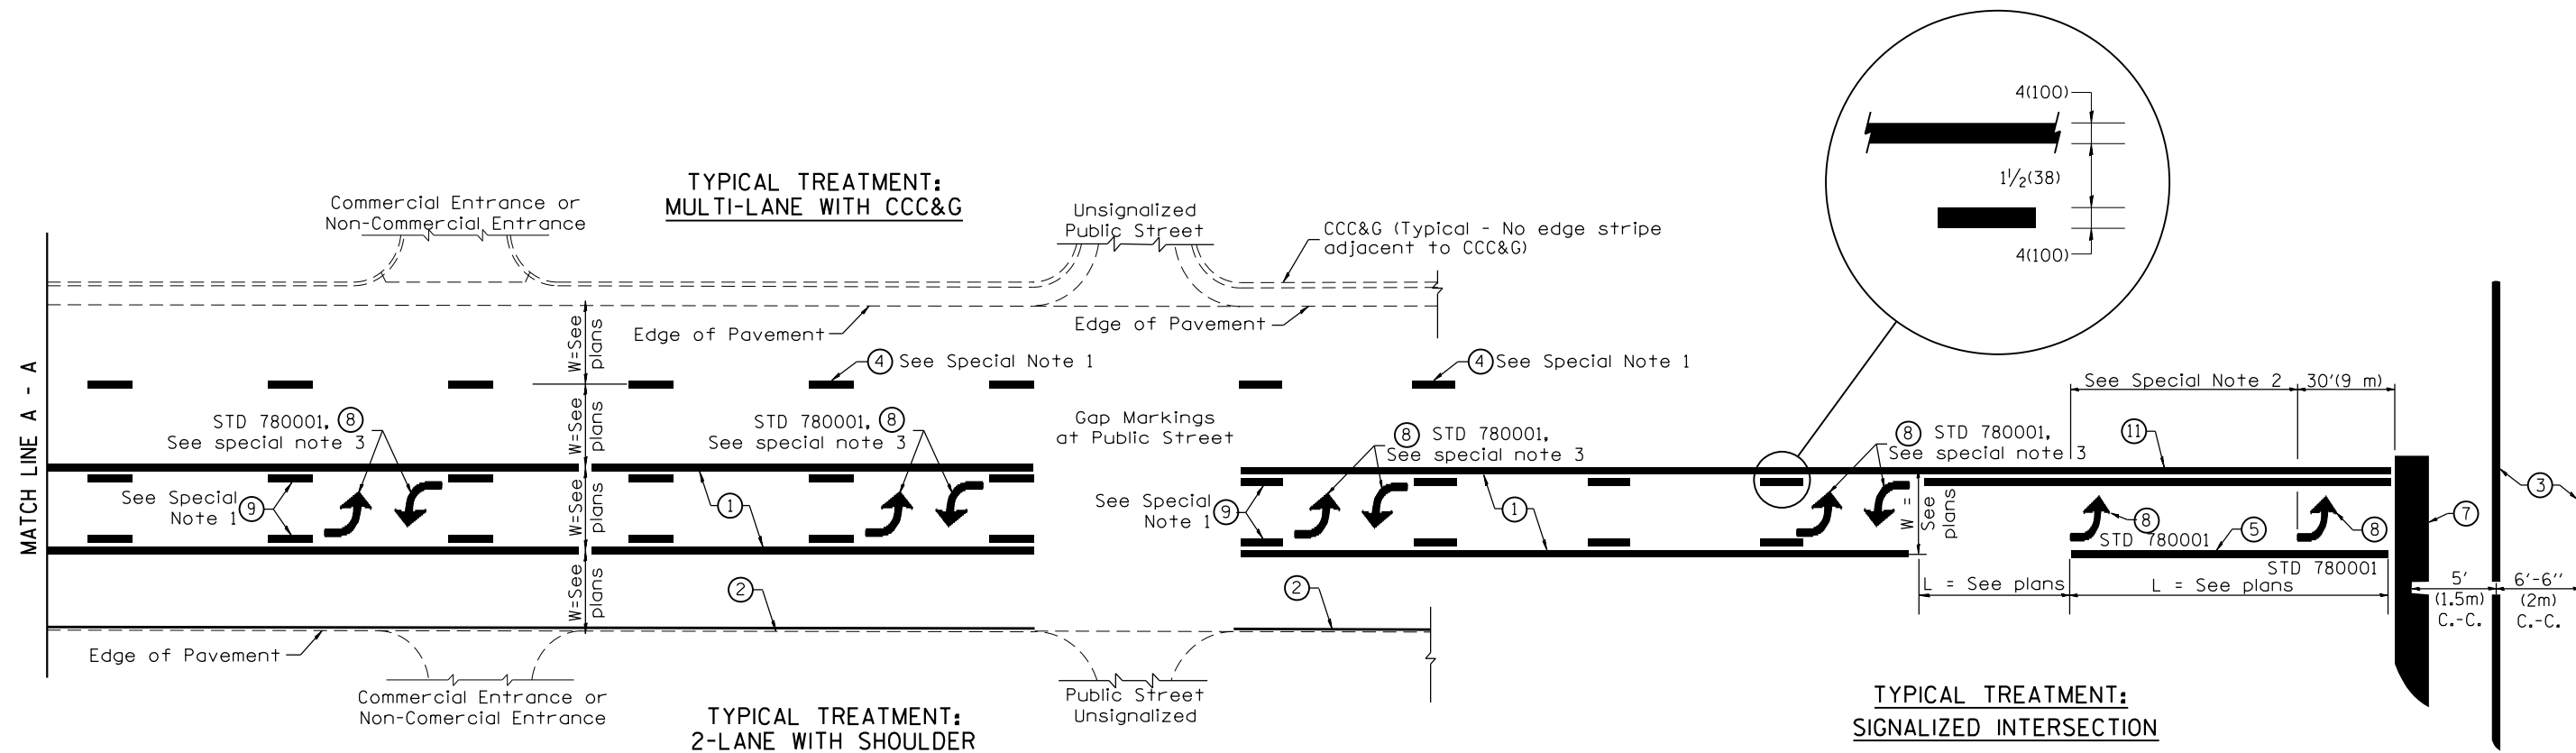 TYPICAL TREATMENT:
MULTI-LANE WITH CCC&G
Commercial Entrance or
Non-Commercial Entrance
Unsignalized
Public Street
CCC&G (Typical - No edge stripe
adjacent to CCC&G)
4(100)
1 1/2(38)
4(100)
MATCH LINE A - A
Edge of Pavement
Edge of Pavement
W=See
plans
W=See
plans
W=See
plans
W=See
plans
4 See Special Note 1
4 See Special Note 1
STD 780001, 8
See special note 3
STD 780001, 8
See special note 3
Gap Markings
at Public Street
8 STD 780001,
See special note 3
8 STD 780001,
See special note 3
See Special Note 2
30'(9 m)
11
See Special
Note 1
9
1
See Special
Note 1
9
1
W =
See
plans
8
STD 780001
5
8
STD 780001
7
3
2
2
L = See plans
L = See plans
5'
(1.5m)
C.-C.
6'-6"
(2m)
C.-C.
Edge of Pavement
Commercial Entrance or
Non-Comercial Entrance
Public Street
Unsignalized
TYPICAL TREATMENT:
2-LANE WITH SHOULDER
TYPICAL TREATMENT:
SIGNALIZED INTERSECTION